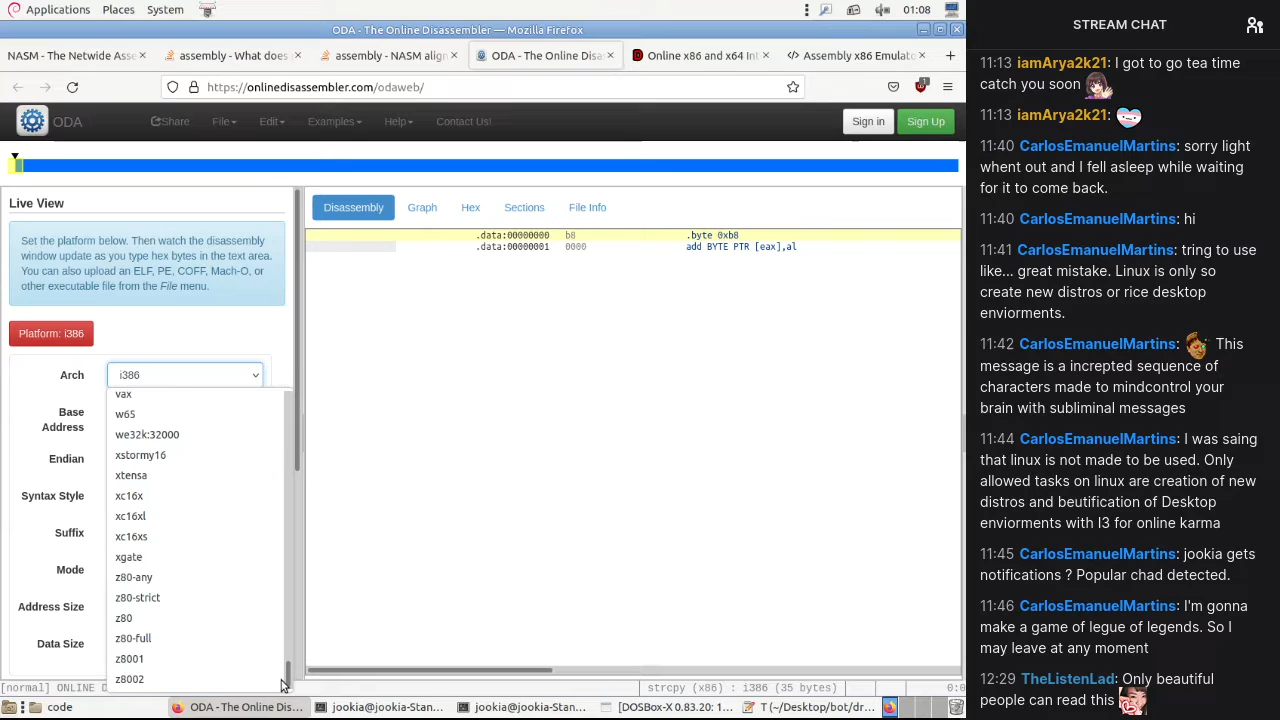 Applications Places System 01:08
ODA - The Online Disassembler — Mozilla Firefox
NASM - The Netwide Asse
assembly - What does
assembly - NASM align
ODA - The Online Disa
Online x86 and x64 Int
Assembly x86 Emulato
https://onlinedisassembler.com/odaweb/
ODA Share File Edit Examples Help Contact Us! Sign in Sign Up
Live View
Set the platform below. Then watch the disassembly
window update as you type hex bytes in the text area.
You can also upload an ELF, PE, COFF, Mach-O, or
other executable file from the File menu.
Platform: i386
Arch i386
Base
Address
Endian
Syntax Style
Suffix
Mode
Address Size
Data Size
vax
w65
we32k:32000
xstormy16
xtensa
xc16x
xc16xl
xc16xs
xgate
z80-any
z80-strict
z80
z80-full
z8001
z8002
Disassembly Graph Hex Sections File Info
.data:00000000 b8 .byte 0xb8
.data:00000001 0000 add BYTE PTR [eax],al
[normal] ONLINE D
strcpy (x86) : i386 (35 bytes) 0:0
code
ODA - The Online Dis...
jookia@jookia-Stan...
jookia@jookia-Stan...
[DOSBox-X 0.83.20: 1...
T (~/Desktop/bot/dr...
STREAM CHAT
11:13 iamArya2k21: I got to go tea time
catch you soon
11:13 iamArya2k21:
11:40 CarlosEmanuelMartins: sorry light
whent out and I fell asleep while waiting
for it to come back.
11:40 CarlosEmanuelMartins: hi
11:41 CarlosEmanuelMartins: tring to use
like... great mistake. Linux is only so
create new distros or rice desktop
enviorments.
11:42 CarlosEmanuelMartins: This
message is a increpted sequence of
characters made to mindcontrol your
brain with subliminal messages
11:44 CarlosEmanuelMartins: I was saing
that linux is not made to be used. Only
allowed tasks on linux are creation of new
distros and beutification of Desktop
enviorments with I3 for online karma
11:45 CarlosEmanuelMartins: jookia gets
notifications ? Popular chad detected.
11:46 CarlosEmanuelMartins: I'm gonna
make a game of legue of legends. So I
may leave at any moment
12:29 TheListenLad: Only beautiful
people can read this